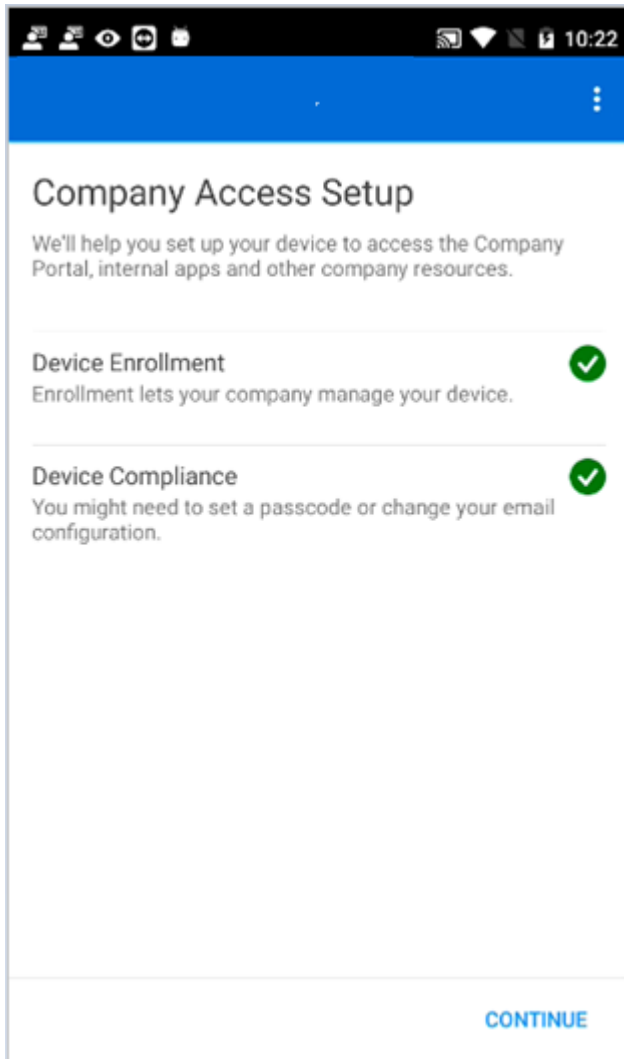 10:22
Company Access Setup
We'll help you set up your device to access the Company
Portal, internal apps and other company resources.
Device Enrollment
Enrollment lets your company manage your device.
Device Compliance
You might need to set a passcode or change your email
configuration.
CONTINUE